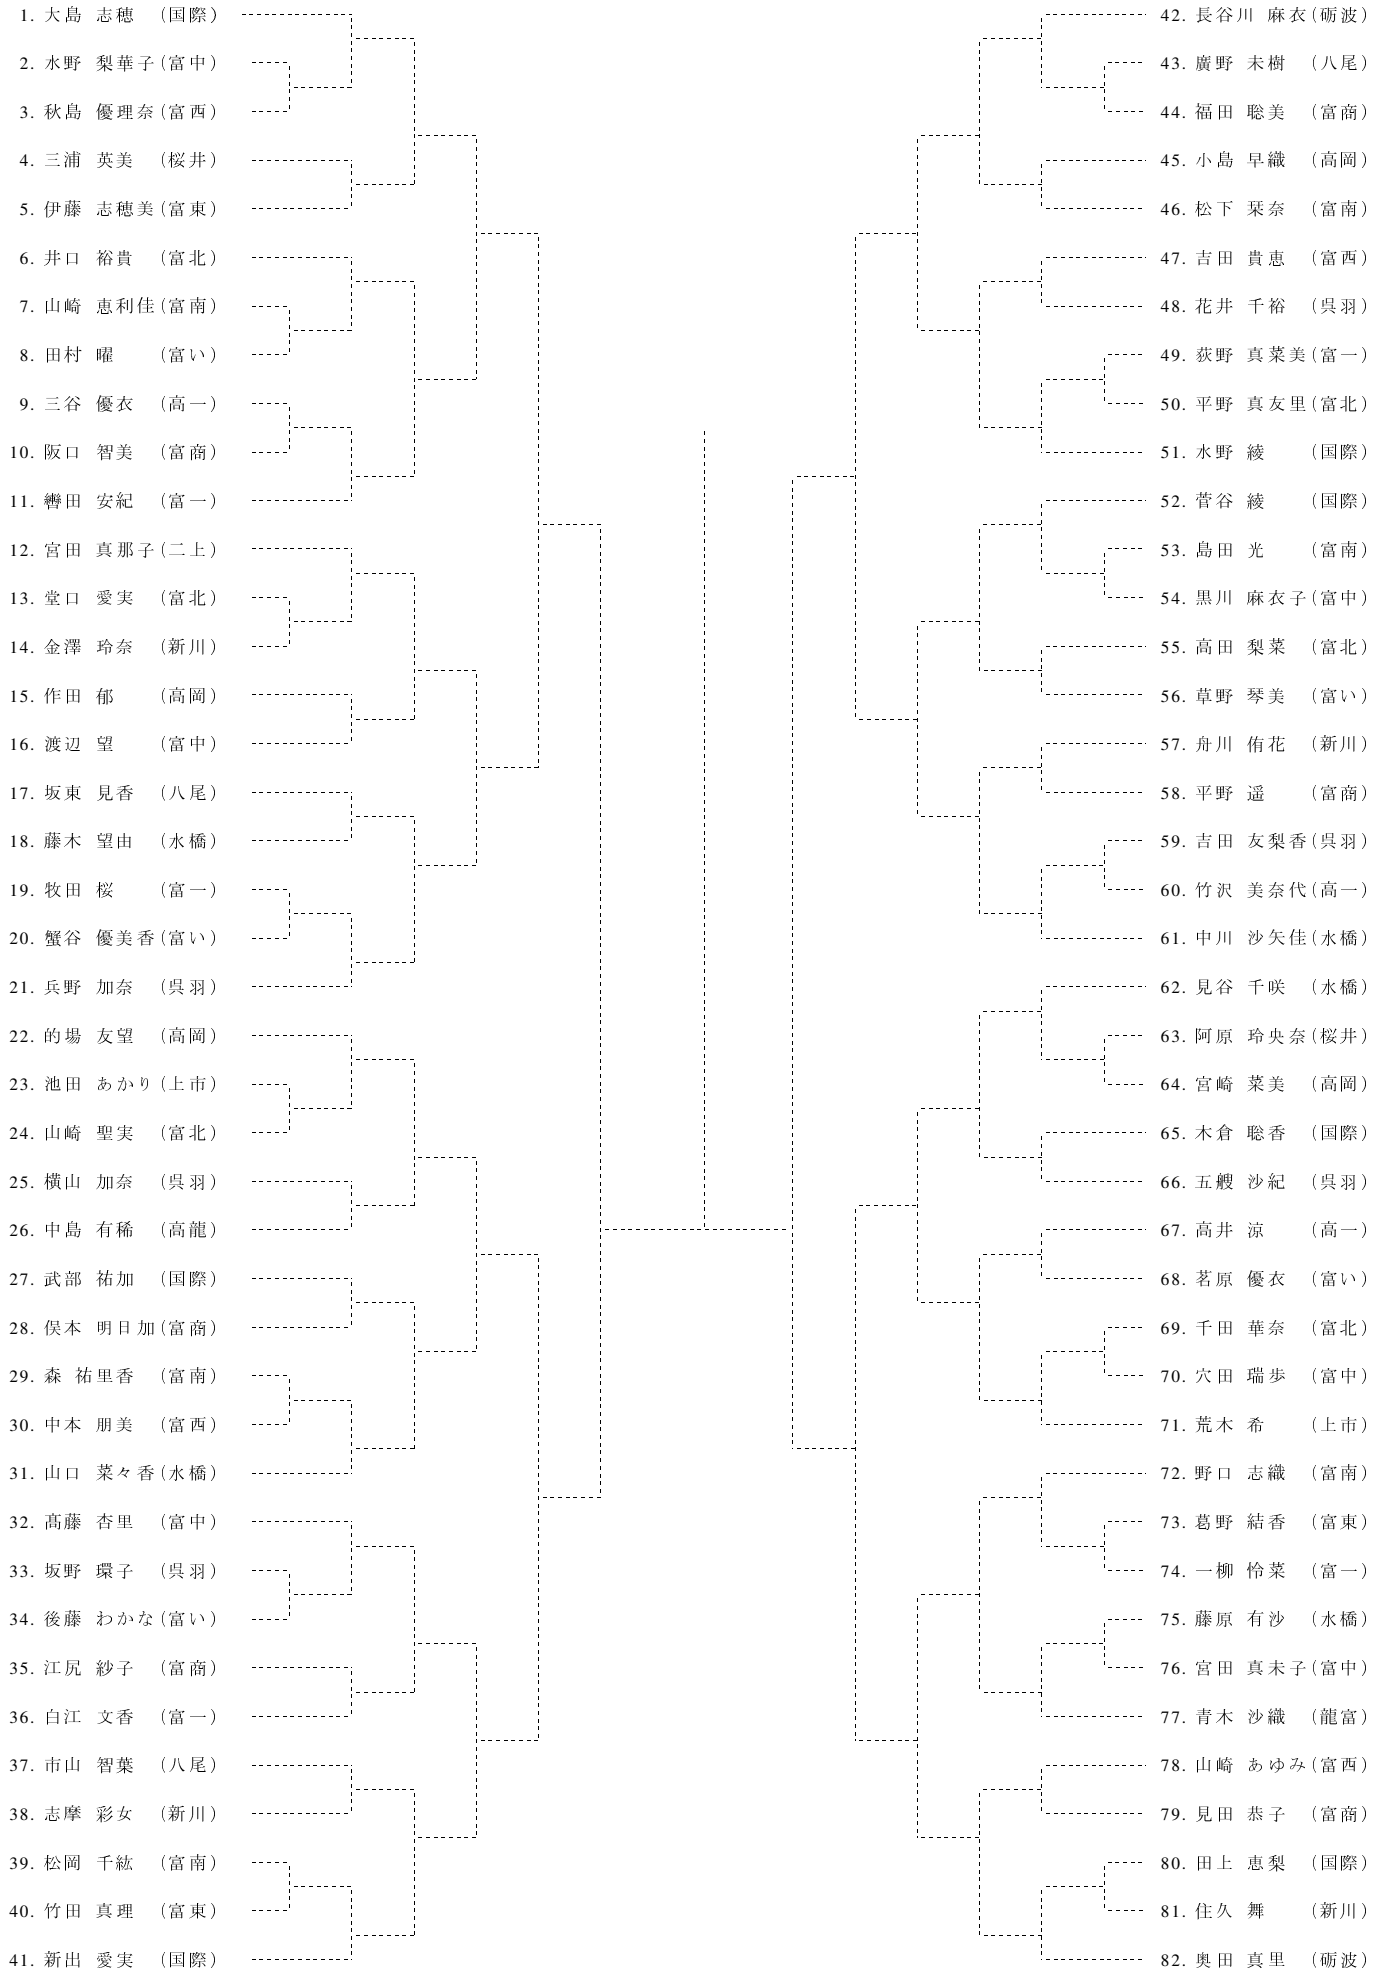 1. 大島 志穂 (国際)
2. 水野 梨華子(富中)
3. 秋島 優理奈(富西)
4. 三浦 英美 (桜井)
5. 伊藤 志穂美(富東)
6. 井口 裕貴 (富北)
7. 山崎 恵利佳(富南)
8. 田村 曜 (富い)
9. 三谷 優衣 (高一)
10. 阪口 智美 (富商)
11. 轡田 安紀 (富一)
12. 宮田 真那子(二上)
13. 堂口 愛実 (富北)
14. 金澤 玲奈 (新川)
15. 作田 郁 (高岡)
16. 渡辺 望 (富中)
17. 坂東 見香 (八尾)
18. 藤木 望由 (水橋)
19. 牧田 桜 (富一)
20. 蟹谷 優美香(富い)
21. 兵野 加奈 (呉羽)
22. 的場 友望 (高岡)
23. 池田 あかり(上市)
24. 山崎 聖実 (富北)
25. 横山 加奈 (呉羽)
26. 中島 有稀 (高龍)
27. 武部 祐加 (国際)
28. 俣本 明日加(富商)
29. 森 祐里香 (富南)
30. 中本 朋美 (富西)
31. 山口 菜々香(水橋)
32. 髙藤 杏里 (富中)
33. 坂野 環子 (呉羽)
34. 後藤 わかな(富い)
35. 江尻 紗子 (富商)
36. 白江 文香 (富一)
37. 市山 智葉 (八尾)
38. 志摩 彩女 (新川)
39. 松岡 千紘 (富南)
40. 竹田 真理 (富東)
41. 新出 愛実 (国際)
42. 長谷川 麻衣(砺波)
43. 廣野 未樹 (八尾)
44. 福田 聡美 (富商)
45. 小島 早織 (高岡)
46. 松下 栞奈 (富南)
47. 吉田 貴恵 (富西)
48. 花井 千裕 (呉羽)
49. 荻野 真菜美(富一)
50. 平野 真友里(富北)
51. 水野 綾 (国際)
52. 菅谷 綾 (国際)
53. 島田 光 (富南)
54. 黒川 麻衣子(富中)
55. 高田 梨菜 (富北)
56. 草野 琴美 (富い)
57. 舟川 侑花 (新川)
58. 平野 遥 (富商)
59. 吉田 友梨香(呉羽)
60. 竹沢 美奈代(高一)
61. 中川 沙矢佳(水橋)
62. 見谷 千咲 (水橋)
63. 阿原 玲央奈(桜井)
64. 宮崎 菜美 (高岡)
65. 木倉 聡香 (国際)
66. 五艘 沙紀 (呉羽)
67. 高井 涼 (高一)
68. 茗原 優衣 (富い)
69. 千田 華奈 (富北)
70. 穴田 瑞歩 (富中)
71. 荒木 希 (上市)
72. 野口 志織 (富南)
73. 葛野 結香 (富東)
74. 一柳 怜菜 (富一)
75. 藤原 有沙 (水橋)
76. 宮田 真未子(富中)
77. 青木 沙織 (龍富)
78. 山崎 あゆみ(富西)
79. 見田 恭子 (富商)
80. 田上 恵梨 (国際)
81. 住久 舞 (新川)
82. 奥田 真里 (砺波)